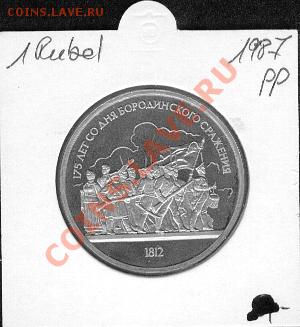 COINS.LAVE.RU
1 Rubel
1987
PP
175 ЛЕТ СО ДНЯ БОРОДИНСКОГО СРАЖЕНИЯ
1812